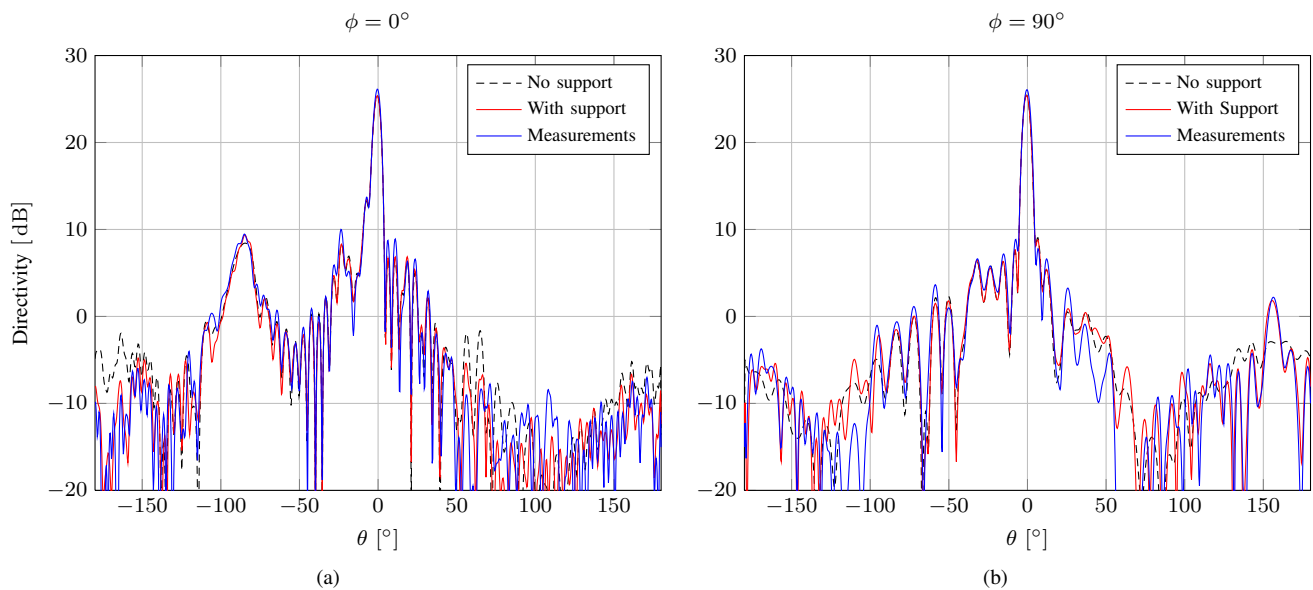 ϕ = 0°
30
20
10
0
−10
−20
−150
−100
−50
0
50
100
150
Directivity [dB]
θ [°]
No support
With support
Measurements
(a)
ϕ = 90°
30
20
10
0
−10
−20
−150
−100
−50
0
50
100
150
θ [°]
No support
With Support
Measurements
(b)